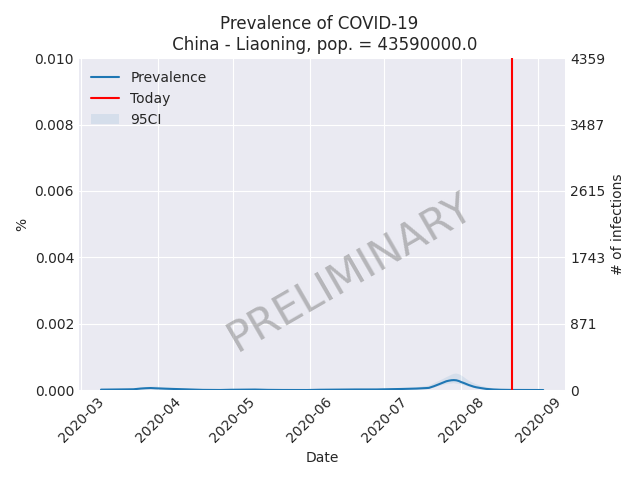 Prevalence of COVID-19
China - Liaoning, pop. = 43590000.0
0.010
0.008
0.006
0.004
0.002
0.000
%
Prevalence
Today
95CI
PRELIMINARY
4359
3487
2615
1743
871
0
# of infections
2020-03
2020-04
2020-05
2020-06
2020-07
2020-08
2020-09
Date